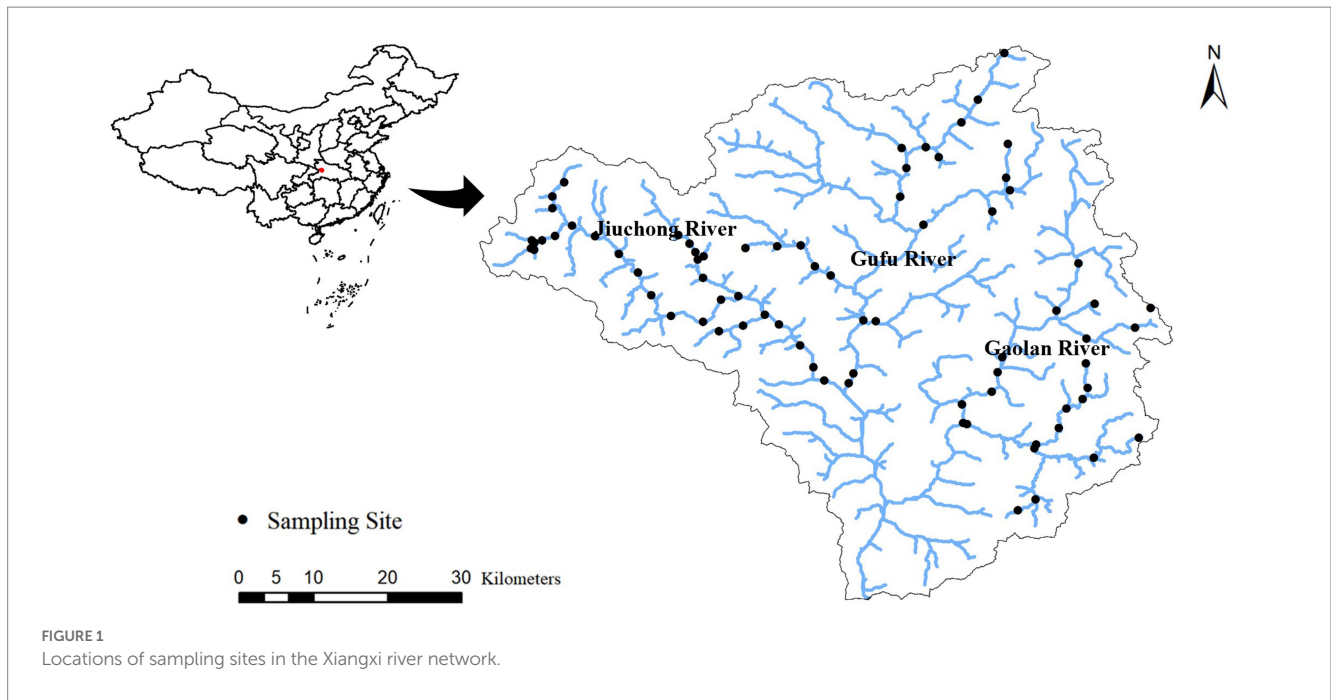 N
Jiuchong River
Gufu River
Gaolan River
Sampling Site
0 5 10 20 30 Kilometers
FIGURE 1
Locations of sampling sites in the Xiangxi river network.